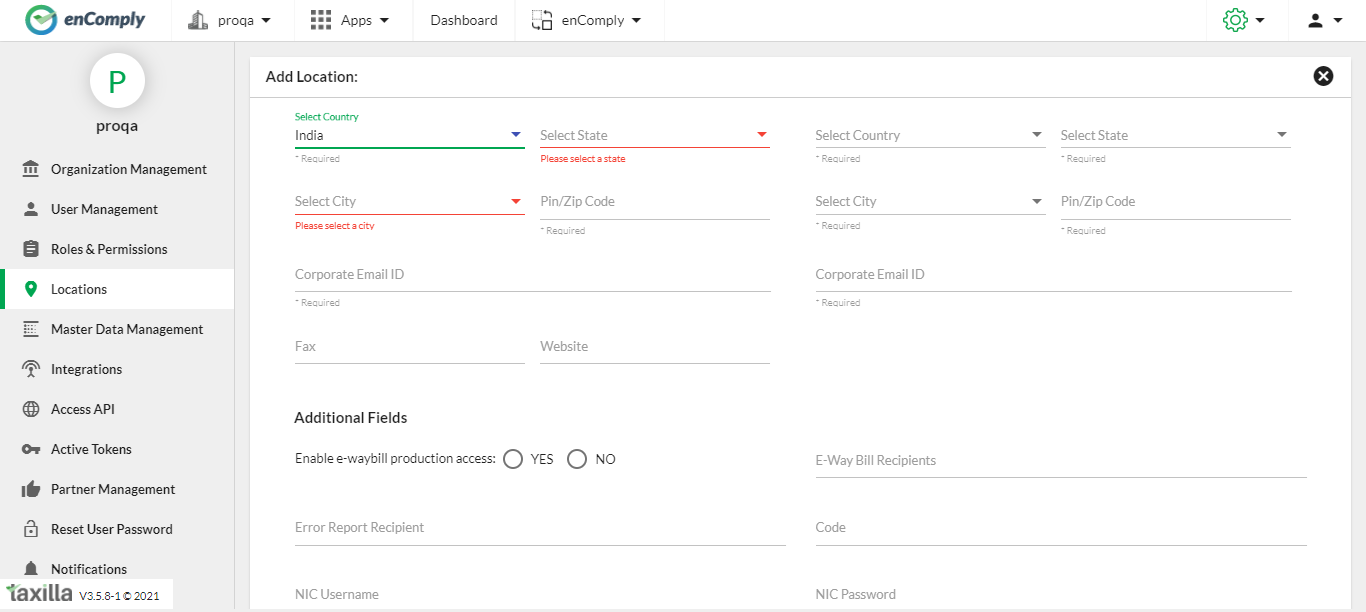 enComply
proqa
Apps
Dashboard
enComply
P
proqa
Organization Management
User Management
Roles & Permissions
Locations
Master Data Management
Integrations
Access API
Active Tokens
Partner Management
Reset User Password
Notifications
taxilla V3.5.8-1 © 2021
Add Location:
Select Country
India
* Required
Select State
Please select a state
Select Country
* Required
Select State
* Required
Select City
Please select a city
Pin/Zip Code
* Required
Select City
* Required
Pin/Zip Code
* Required
Corporate Email ID
* Required
Corporate Email ID
* Required
Fax
Website
Additional Fields
Enable e-waybill production access: YES NO
E-Way Bill Recipients
Error Report Recipient
Code
NIC Username
NIC Password